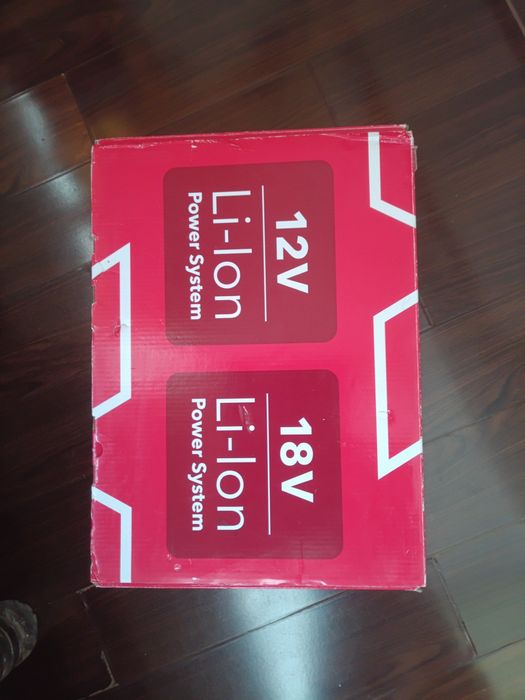 12V
Li-Ion
Power System
18V
Li-Ion
Power System